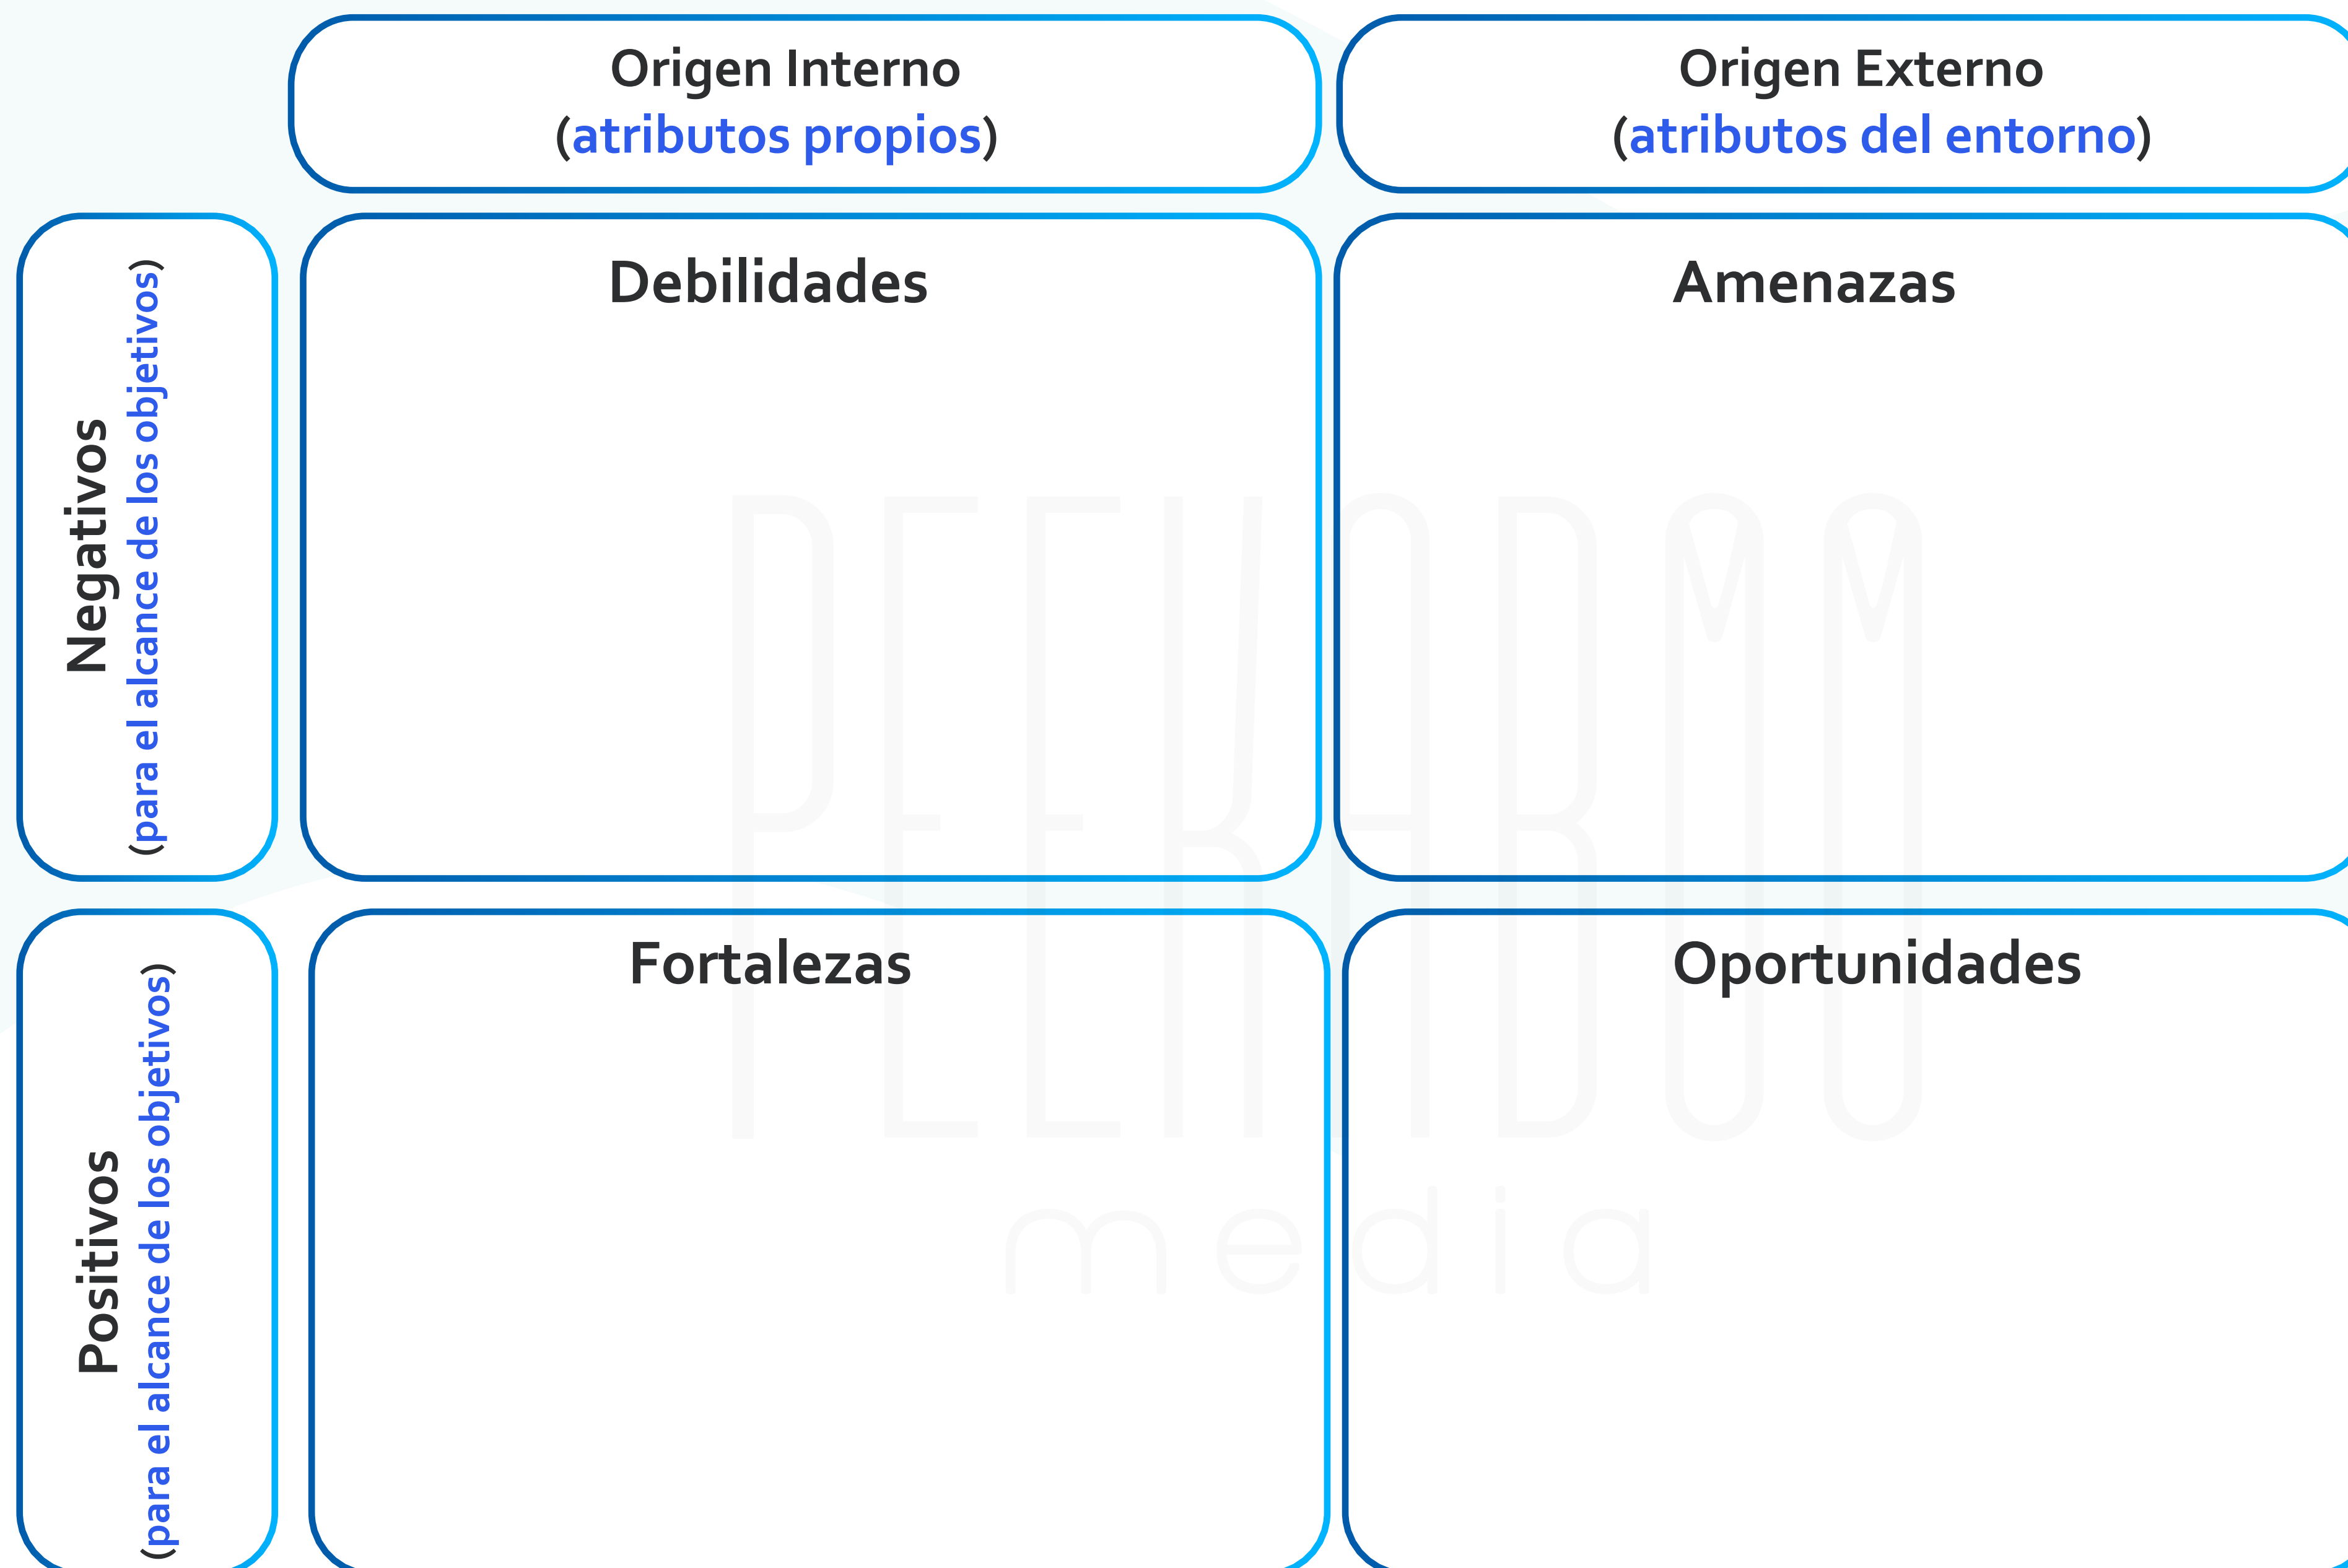 Origen Interno
(atributos propios)
Origen Externo
(atributos del entorno)
Negativos
(para el alcance de los objetivos)
Debilidades
Amenazas
Positivos
(para el alcance de los objetivos)
Fortalezas
Oportunidades
media